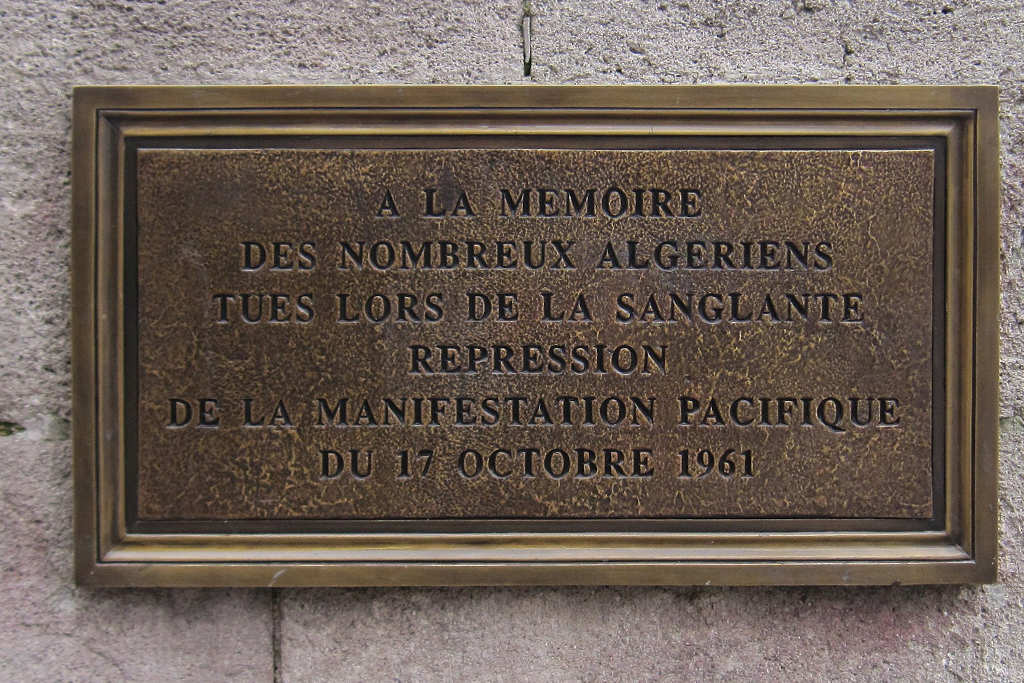 A LA MEMOIRE
DES NOMBREUX ALGERIENS
TUES LORS DE LA SANGLANTE
REPRESSION
DE LA MANIFESTATION PACIFIQUE
DU 17 OCTOBRE 1961